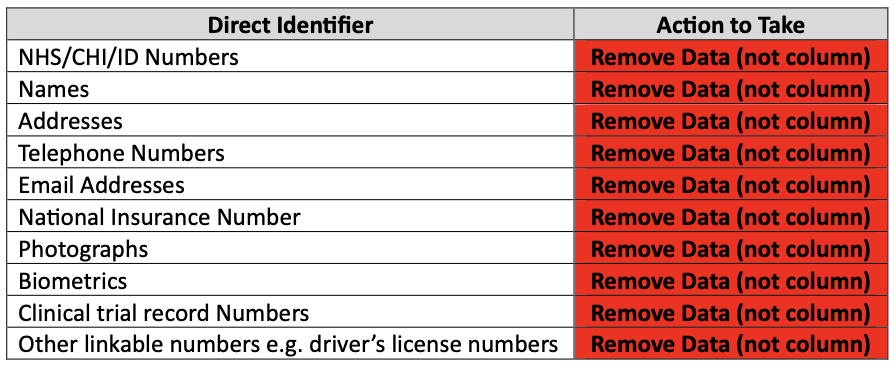 Direct Identifier Action to Take
NHS/CHI/ID Numbers Remove Data (not column)
Names Remove Data (not column)
Addresses Remove Data (not column)
Telephone Numbers Remove Data (not column)
Email Addresses Remove Data (not column)
National Insurance Number Remove Data (not column)
Photographs Remove Data (not column)
Biometrics Remove Data (not column)
Clinical trial record Numbers Remove Data (not column)
Other linkable numbers e.g. driver’s license numbers Remove Data (not column)